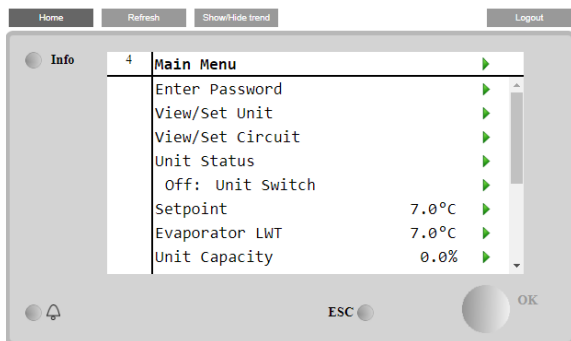 Home Refresh Show/Hide trend Logout
Info
4 Main Menu
Enter Password
View/Set Unit
View/Set Circuit
Unit Status
Off: Unit Switch
Setpoint 7.0°C
Evaporator LWT 7.0°C
Unit Capacity 0.0%
ESC OK